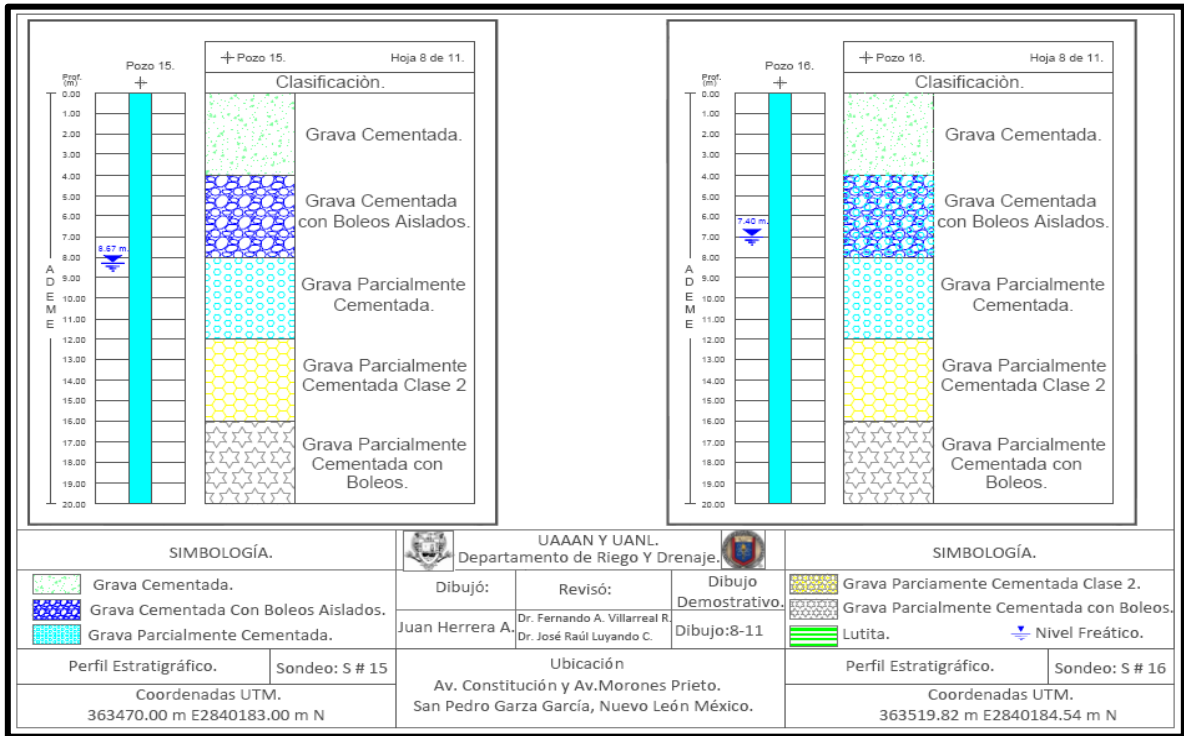 Pozo 15.
Prof.
(m)
0.00
1.00
2.00
3.00
4.00
5.00
6.00
7.00
8.00
9.00
10.00
11.00
12.00
13.00
14.00
15.00
16.00
17.00
18.00
19.00
20.00
A
D
E
M
E
8.67 m.
Pozo 15. Hoja 8 de 11.
Clasificaciòn.
Grava Cementada.
Grava Cementada
con Boleos Aislados.
Grava Parcialmente
Cementada.
Grava Parcialmente
Cementada Clase 2
Grava Parcialmente
Cementada con
Boleos.
Pozo 16.
Prof.
(m)
0.00
1.00
2.00
3.00
4.00
5.00
6.00
7.00
8.00
9.00
10.00
11.00
12.00
13.00
14.00
15.00
16.00
17.00
18.00
19.00
20.00
A
D
E
M
E
7.40 m.
Pozo 16. Hoja 8 de 11.
Clasificaciòn.
Grava Cementada.
Grava Cementada
con Boleos Aislados.
Grava Parcialmente
Cementada.
Grava Parcialmente
Cementada Clase 2
Grava Parcialmente
Cementada con
Boleos.
SIMBOLOGÍA.
Grava Cementada.
Grava Cementada Con Boleos Aislados.
Grava Parcialmente Cementada.
Perfil Estratigráfico. Sondeo: S # 15
Coordenadas UTM.
363470.00 m E2840183.00 m N
UAAAN Y UANL.
Departamento de Riego Y Drenaje.
Dibujó:
Juan Herrera A.
Revisó:
Dr. Fernando A. Villarreal R.
Dr. José Raúl Luyando C.
Dibujo
Demostrativo.
Dibujo:8-11
Ubicación
Av. Constitución y Av.Morones Prieto.
San Pedro Garza García, Nuevo León México.
SIMBOLOGÍA.
Grava Parciamente Cementada Clase 2.
Grava Parcialmente Cementada con Boleos.
Lutita. Nivel Freático.
Perfil Estratigráfico. Sondeo: S # 16
Coordenadas UTM.
363519.82 m E2840184.54 m N